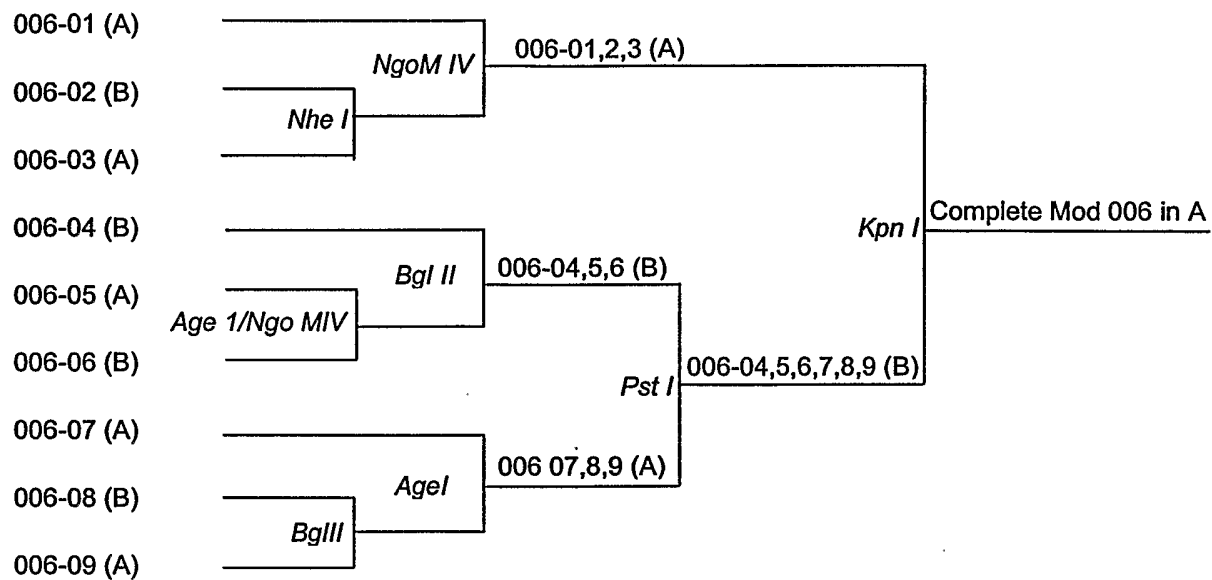 006-01 (A)
NgoM IV
006-01,2,3 (A)
006-02 (B)
Nhe I
006-03 (A)
006-04 (B)
Bgl II
006-04,5,6 (B)
Kpn I
Complete Mod 006 in A
006-05 (A)
Age 1/Ngo MIV
006-06 (B)
Pst I
006-04,5,6,7,8,9 (B)
006-07 (A)
AgeI
006 07,8,9 (A)
006-08 (B)
BglII
006-09 (A)